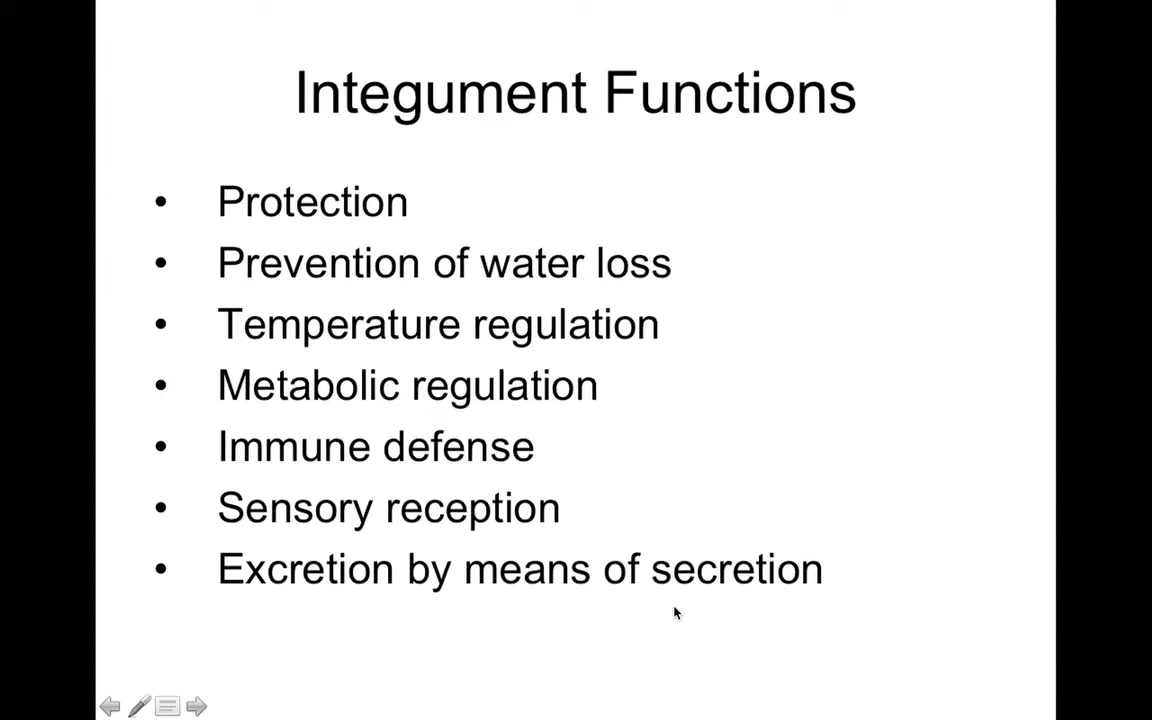 Integument Functions
• Protection
• Prevention of water loss
• Temperature regulation
• Metabolic regulation
• Immune defense
• Sensory reception
• Excretion by means of secretion